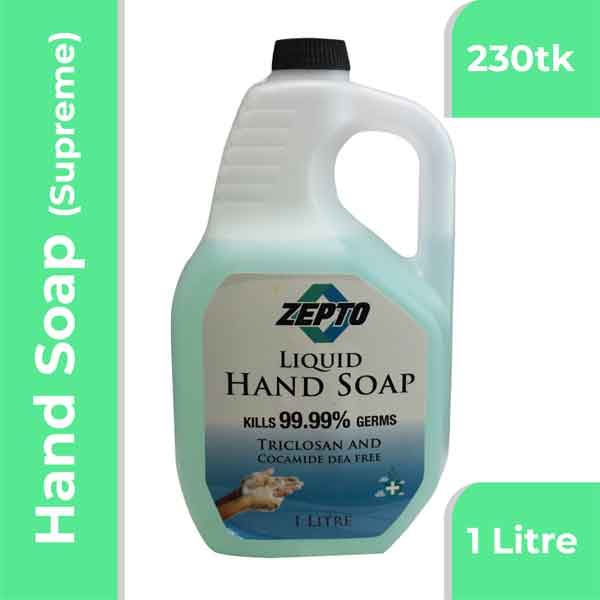 Hand Soap (Supreme)
230tk
ZEPTO
LIQUID
HAND SOAP
KILLS 99.99% GERMS
TRICLOSAN AND
COCAMIDE DEA FREE
1 LITRE
1 Litre